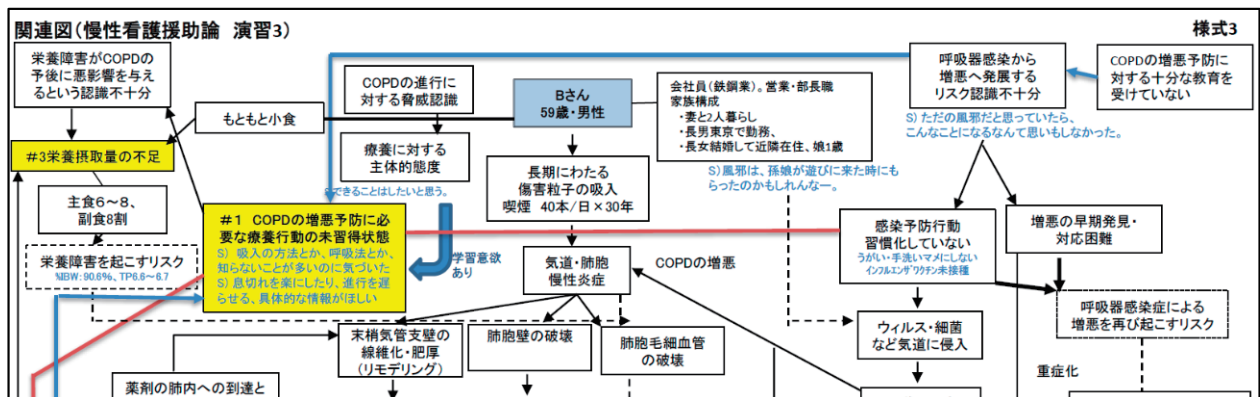 関連図(慢性看護援助論 演習3)
様式3
栄養障害がCOPDの
予後に悪影響を与え
るという認識不十分
COPDの進行に
対する脅威認識
Bさん
59歳・男性
会社員(鉄鋼業)。営業・部長職
家族構成
・妻と2人暮らし
・長男東京で勤務、
・長女結婚して近隣在住、娘1歳
呼吸器感染から
増悪へ発展する
リスク認識不十分
COPDの増悪予防に
対する十分な教育を
受けていない
もともと小食
S)ただの風邪だと思っていたら、
こんなことになるなんて思いもしなかった。
#3栄養摂取量の不足
療養に対する
主体的態度
Sできることはしたいと思う。
長期にわたる
傷害粒子の吸入
喫煙 40本/日×30年
S)風邪は、孫娘が遊びに来た時にも
らったのかもしれんなー。
主食6~8、
副食8割
#1 COPDの増悪予防に必
要な療養行動の未習得状態
S) 吸入の方法とか、呼吸法とか、
知らないことが多いのに気づいた
S)息切れを楽にしたり、進行を遅
らせる、具体的な情報がほしい
学習意欲
あり
感染予防行動
習慣化していない
うがい・手洗いマメにしない
インフルエンザワクチン未接種
増悪の早期発見・
対応困難
栄養障害を起こすリスク
%IBW:90.6%、TP6.6~6.7
気道・肺胞
慢性炎症
COPDの増悪
呼吸器感染症による
増悪を再び起こすリスク
末梢気管支壁の
線維化・肥厚
(リモデリング)
肺胞壁の破壊
肺胞毛細血管
の破壊
ウィルス・細菌
など気道に侵入
重症化
薬剤の肺内への到達と